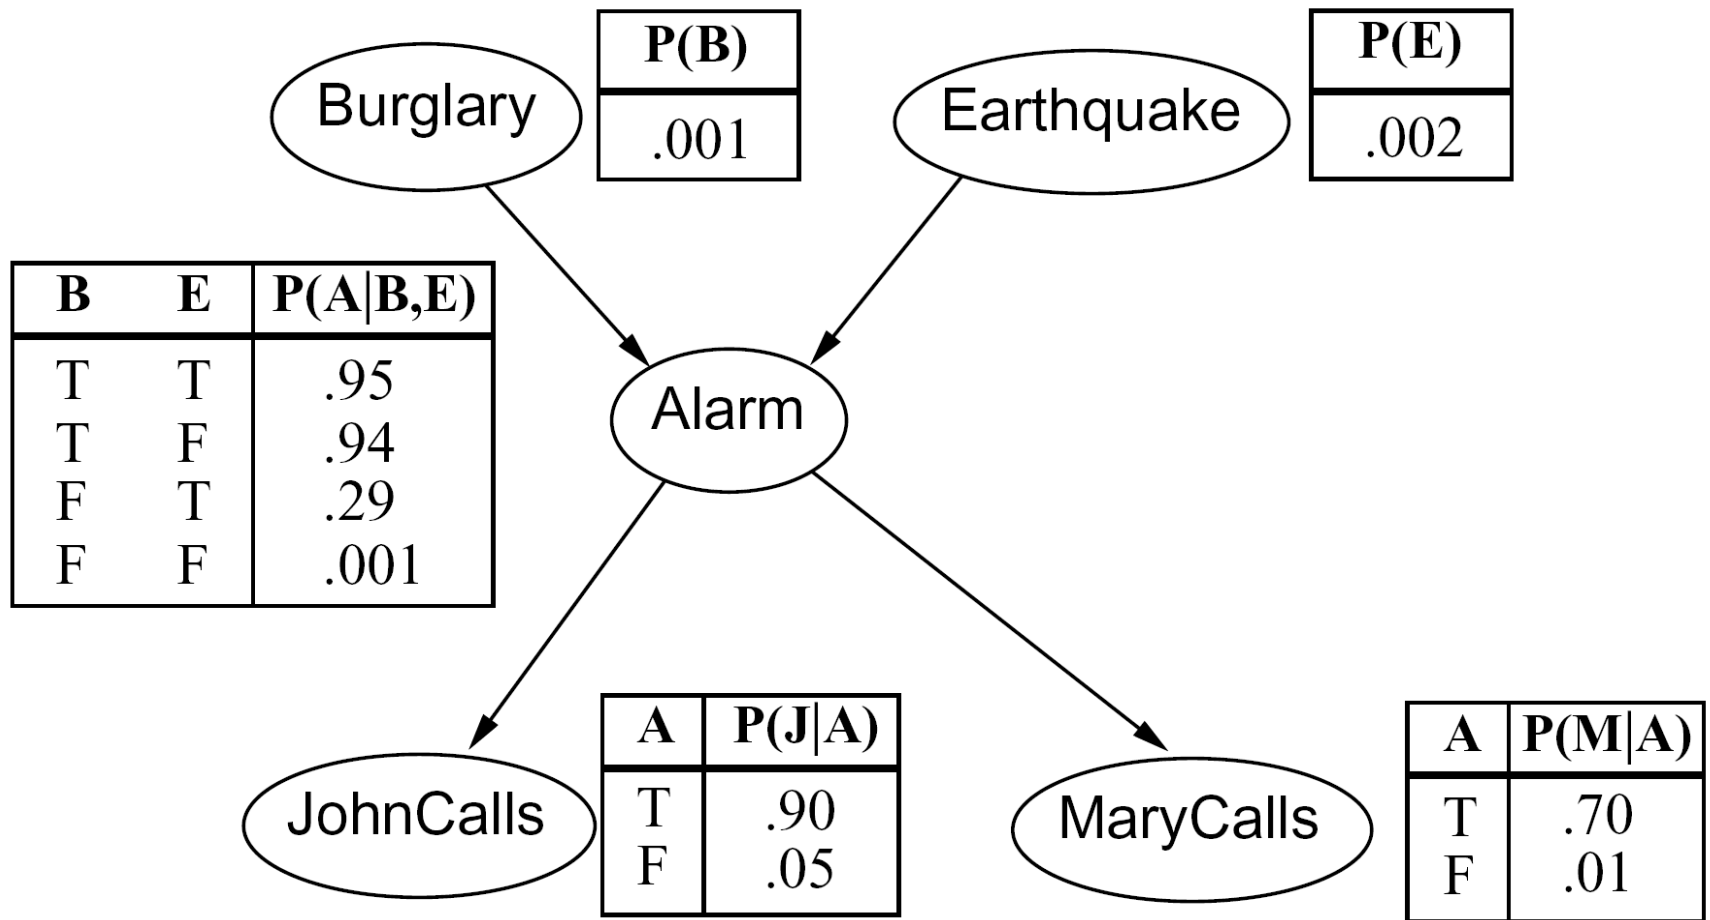 Burglary
P(B)
.001
Earthquake
P(E)
.002
B E P(A|B,E)
T T .95
T F .94
F T .29
F F .001
Alarm
JohnCalls
A P(J|A)
T .90
F .05
MaryCalls
A P(M|A)
T .70
F .01